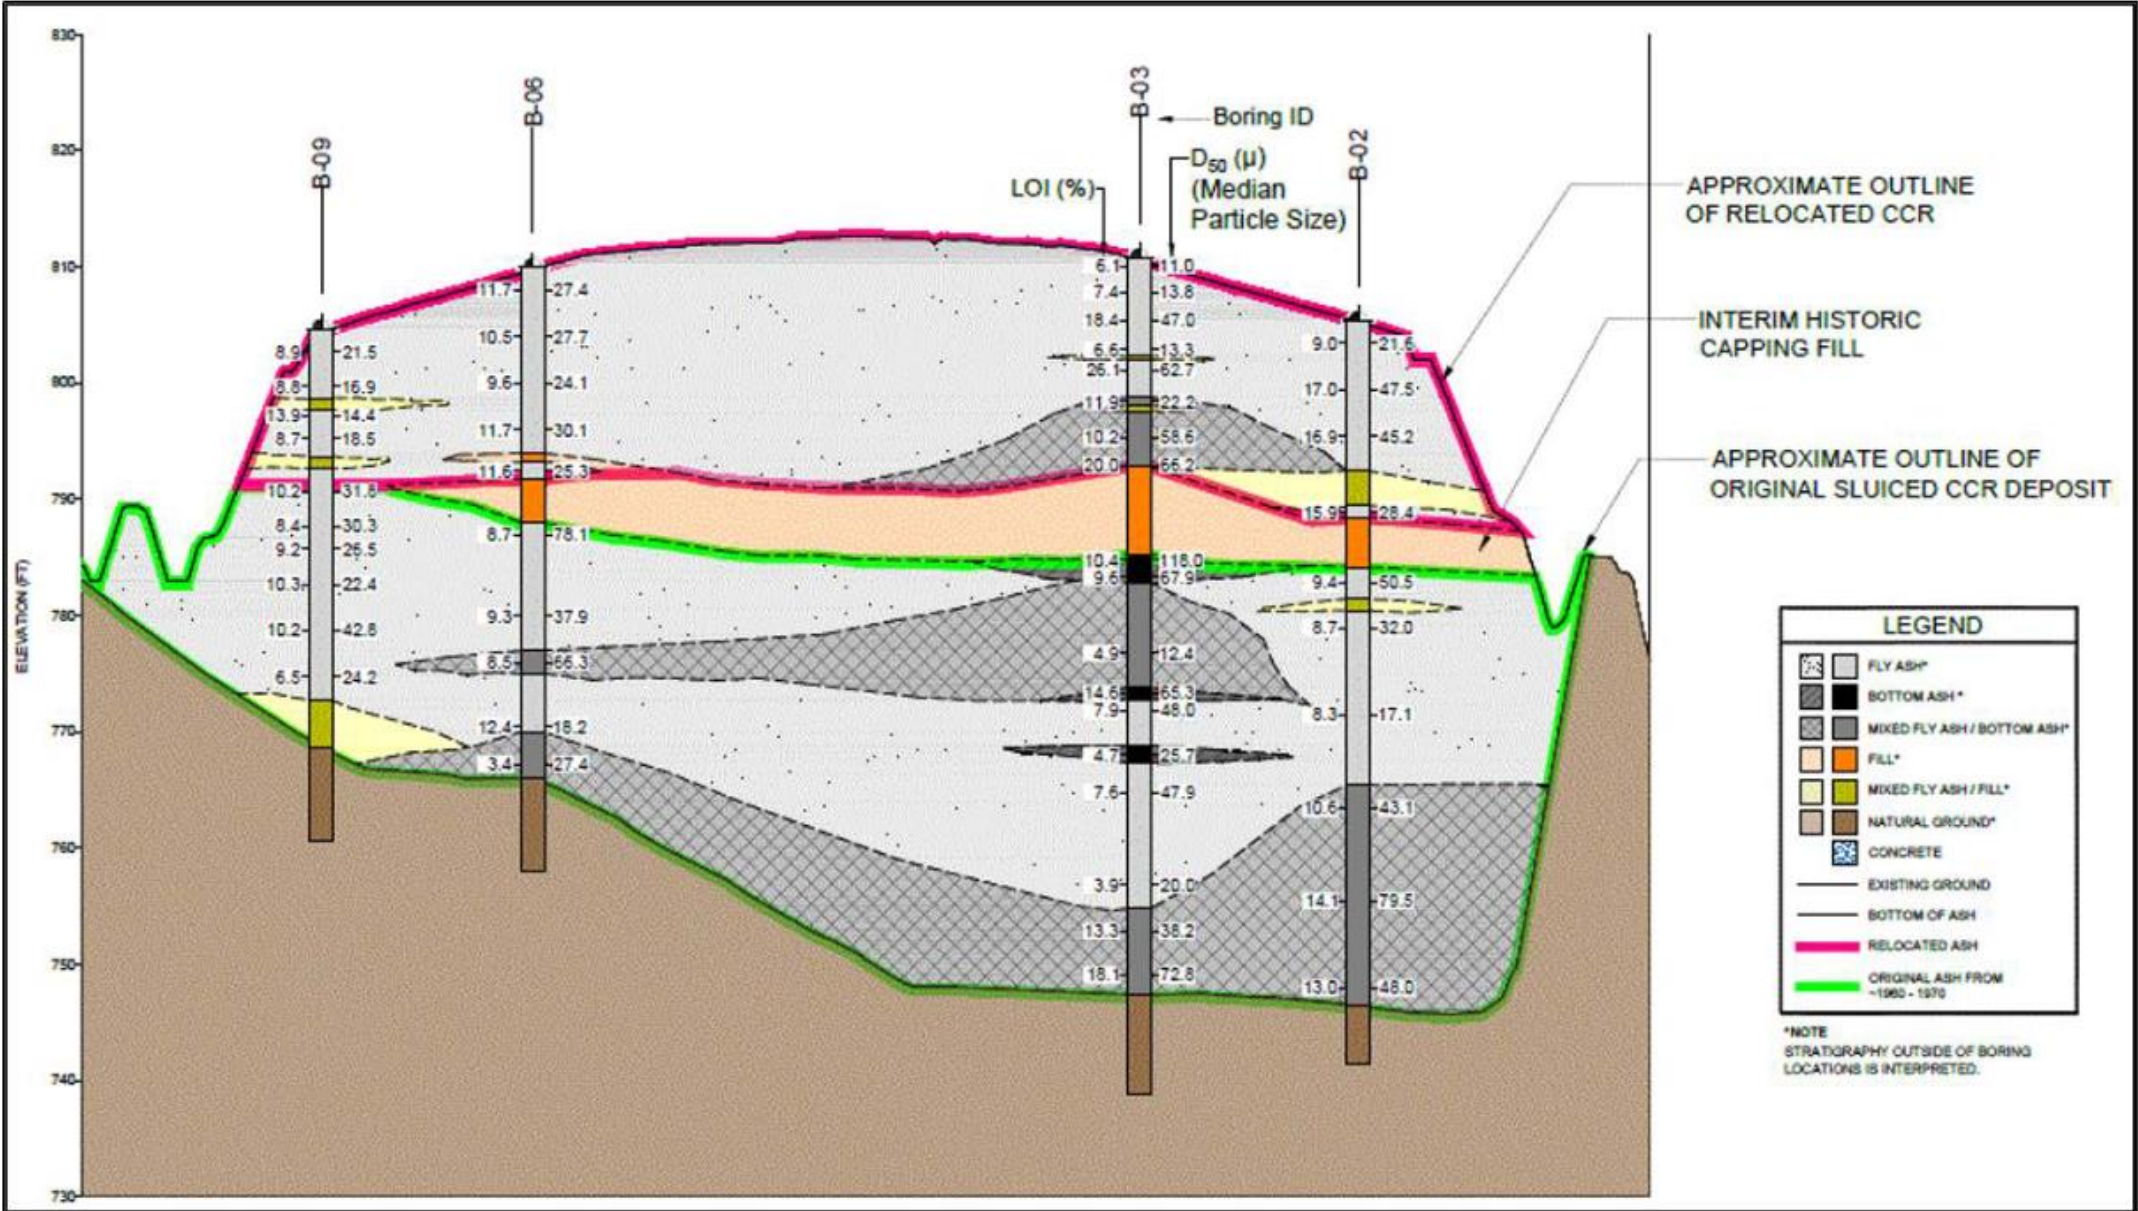 830
820
810
800
790
780
770
760
750
740
730
ELEVATION (FT)
B-09
B-06
B-03
B-02
Boring ID
D50 (μ)
(Median
Particle Size)
LOI (%)
APPROXIMATE OUTLINE
OF RELOCATED CCR
INTERIM HISTORIC
CAPPING FILL
APPROXIMATE OUTLINE OF
ORIGINAL SLUICED CCR DEPOSIT
8.9 21.5
8.8 16.9
13.9 14.4
8.7 18.5
10.2 31.8
8.4 30.3
9.2 26.5
10.3 22.4
10.2 42.8
6.5 24.2
11.7 27.4
10.5 27.7
9.6 24.1
11.7 30.1
11.6 25.3
8.7 78.1
9.3 37.9
8.5 66.3
12.4 18.2
3.4 27.4
6.1 11.0
7.4 13.8
18.4 47.0
6.6 13.3
26.1 62.7
11.9 22.2
10.2 58.6
20.0 66.2
10.4 118.0
9.6 67.9
4.9 12.4
14.6 65.3
7.9 48.0
4.7 25.7
7.6 47.9
3.9 20.0
13.3 38.2
18.1 72.8
9.0 21.6
17.0 47.5
16.9 45.2
15.9 28.4
9.4 50.5
8.7 32.0
8.3 17.1
10.6 43.1
14.1 79.5
13.0 48.0
LEGEND
FLY ASH*
BOTTOM ASH *
MIXED FLY ASH / BOTTOM ASH*
FILL*
MIXED FLY ASH / FILL*
NATURAL GROUND*
CONCRETE
EXISTING GROUND
BOTTOM OF ASH
RELOCATED ASH
ORIGINAL ASH FROM
~1960 - 1970
*NOTE
STRATIGRAPHY OUTSIDE OF BORING
LOCATIONS IS INTERPRETED.